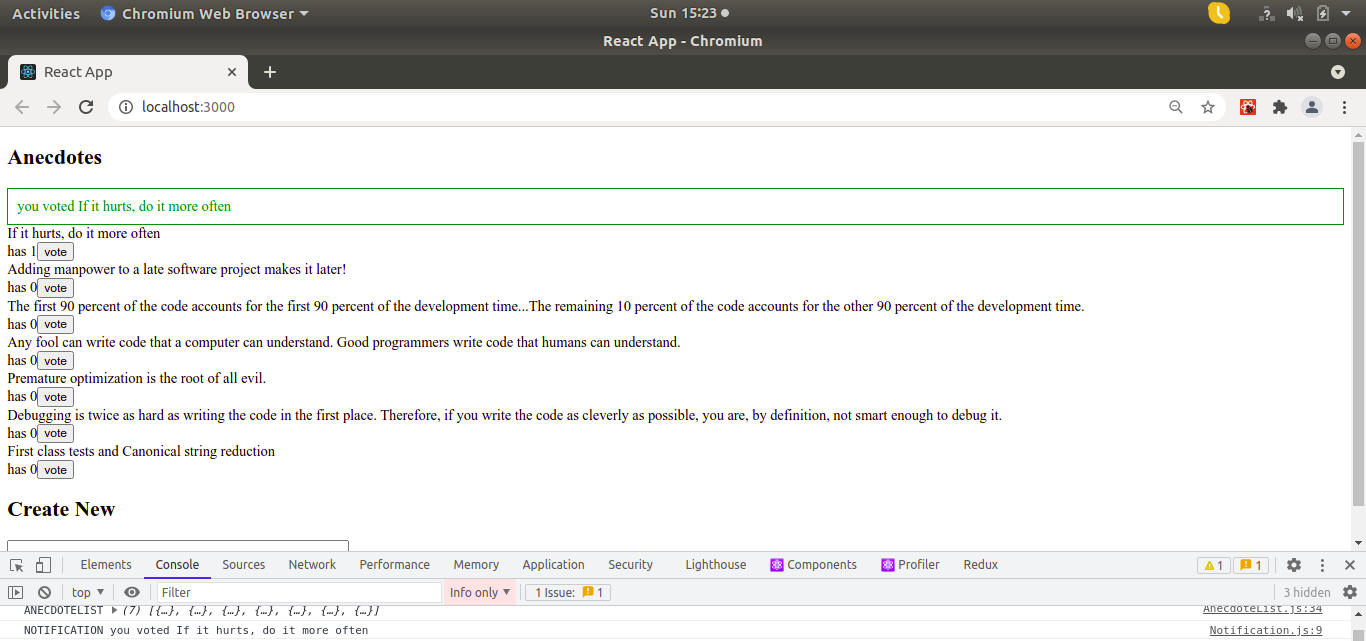 Activities Chromium Web Browser Sun 15:23
React App - Chromium
React App
localhost:3000
Anecdotes
you voted If it hurts, do it more often
If it hurts, do it more often
has 1 vote
Adding manpower to a late software project makes it later!
has 0 vote
The first 90 percent of the code accounts for the first 90 percent of the development time...The remaining 10 percent of the code accounts for the other 90 percent of the development time.
has 0 vote
Any fool can write code that a computer can understand. Good programmers write code that humans can understand.
has 0 vote
Premature optimization is the root of all evil.
has 0 vote
Debugging is twice as hard as writing the code in the first place. Therefore, if you write the code as cleverly as possible, you are, by definition, not smart enough to debug it.
has 0 vote
First class tests and Canonical string reduction
has 0 vote
Create New
Elements Console Sources Network Performance Memory Application Security Lighthouse Components Profiler Redux 1 1
top Filter Info only 1 Issue: 1 3 hidden
ANECDOTELIST (7) [{…}, {…}, {…}, {…}, {…}, {…}, {…}] AnecdoteList.js:34
NOTIFICATION you voted If it hurts, do it more often Notification.js:9